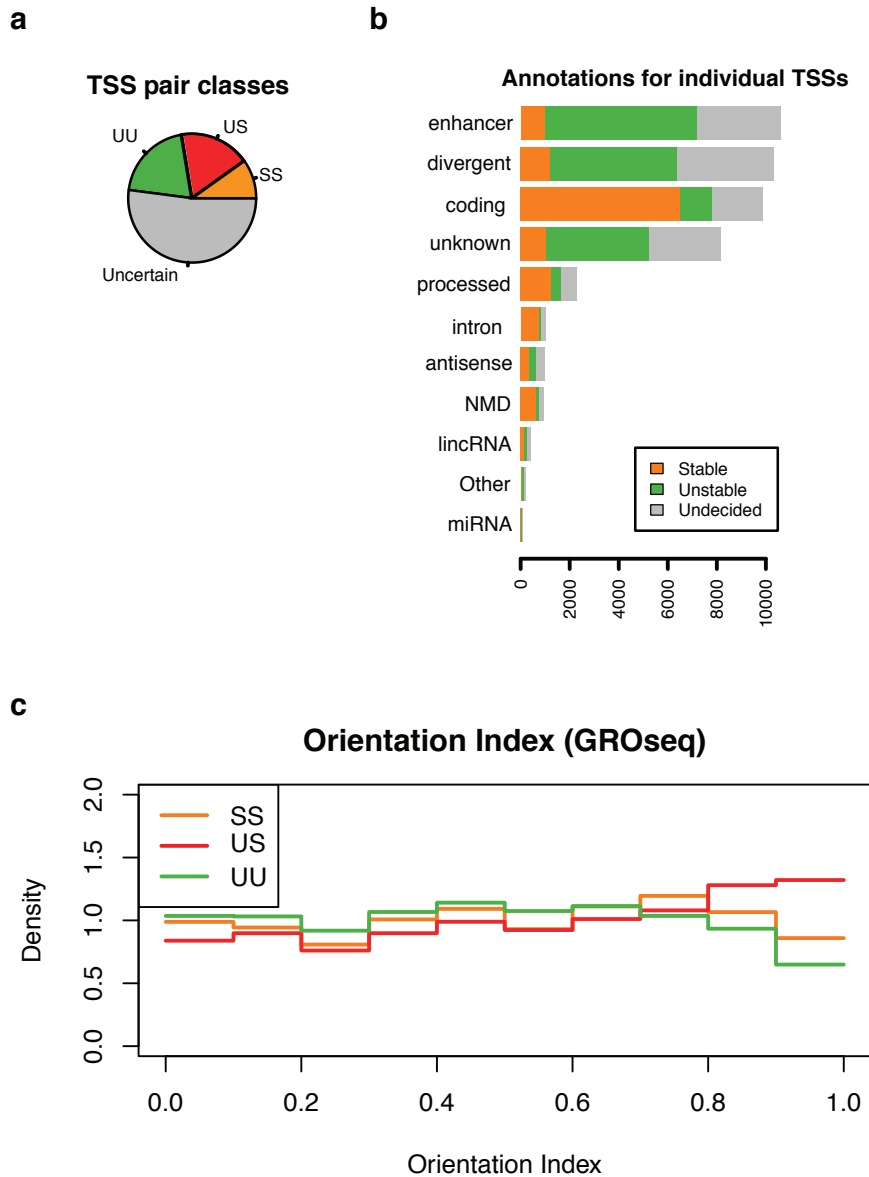 a
TSS pair classes
UU
US
SS
Uncertain
b
Annotations for individual TSSs
enhancer
divergent
coding
unknown
processed
intron
antisense
NMD
lincRNA
Other
miRNA
Stable
Unstable
Undecided
0
2000
4000
6000
8000
10000
c
Orientation Index (GROseq)
SS
US
UU
Density
2.0
1.5
1.0
0.5
0.0
0.0 0.2 0.4 0.6 0.8 1.0
Orientation Index